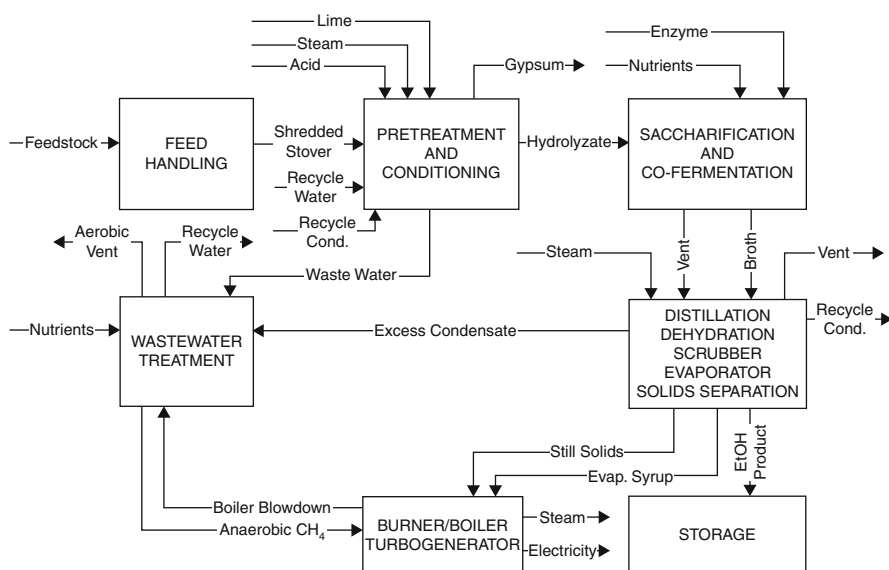 Lime
Steam
Acid
Gypsum
Enzyme
Nutrients
Feedstock
FEED
HANDLING
Shredded
Stover
PRETREATMENT
AND
CONDITIONING
Hydrolyzate
SACCHARIFICATION
AND
CO-FERMENTATION
Recycle
Water
Recycle
Cond.
Aerobic
Vent
Recycle
Water
Waste Water
Steam
Vent
Broth
Vent
Nutrients
WASTEWATER
TREATMENT
Excess Condensate
DISTILLATION
DEHYDRATION
SCRUBBER
EVAPORATOR
SOLIDS SEPARATION
Recycle
Cond.
Still Solids
Evap. Syrup
EtOH
Product
Boiler Blowdown
Anaerobic CH₄
BURNER/BOILER
TURBOGENERATOR
Steam
Electricity
STORAGE